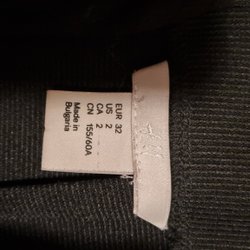 EUR 32
US 2
CA 2
CN 155/60A
Made in
Bulgaria